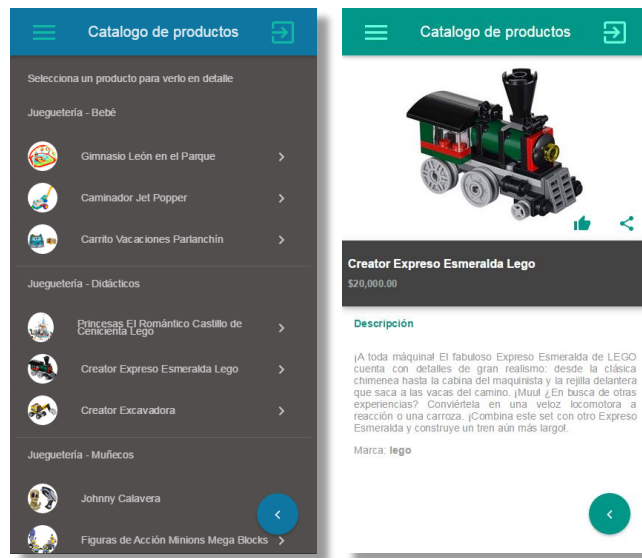 Catalogo de productos
Selecciona un producto para verlo en detalle
Jueguetería - Bebé
Gimnasio León en el Parque
Caminador Jet Popper
Carrito Vacaciones Parlanchín
Jueguetería - Didácticos
Princesas El Romántico Castillo de
Cenicienta Lego
Creator Expreso Esmeralda Lego
Creator Excavadora
Jueguetería - Muñecos
Johnny Calavera
Figuras de Acción Minions Mega Blocks
Catalogo de productos
Creator Expreso Esmeralda Lego
$20,000.00
Descripción
¡A toda máquina! El fabuloso Expreso Esmeralda de LEGO
cuenta con detalles de gran realismo: desde la clásica
chimenea hasta la cabina del maquinista y la rejilla delantera
que saca a las vacas del camino. ¡Muu! ¿En busca de otras
experiencias? Conviértela en una veloz locomotora a
reacción o una carroza. ¡Combina este set con otro Expreso
Esmeralda y construye un tren aún más largo!.
Marca: lego